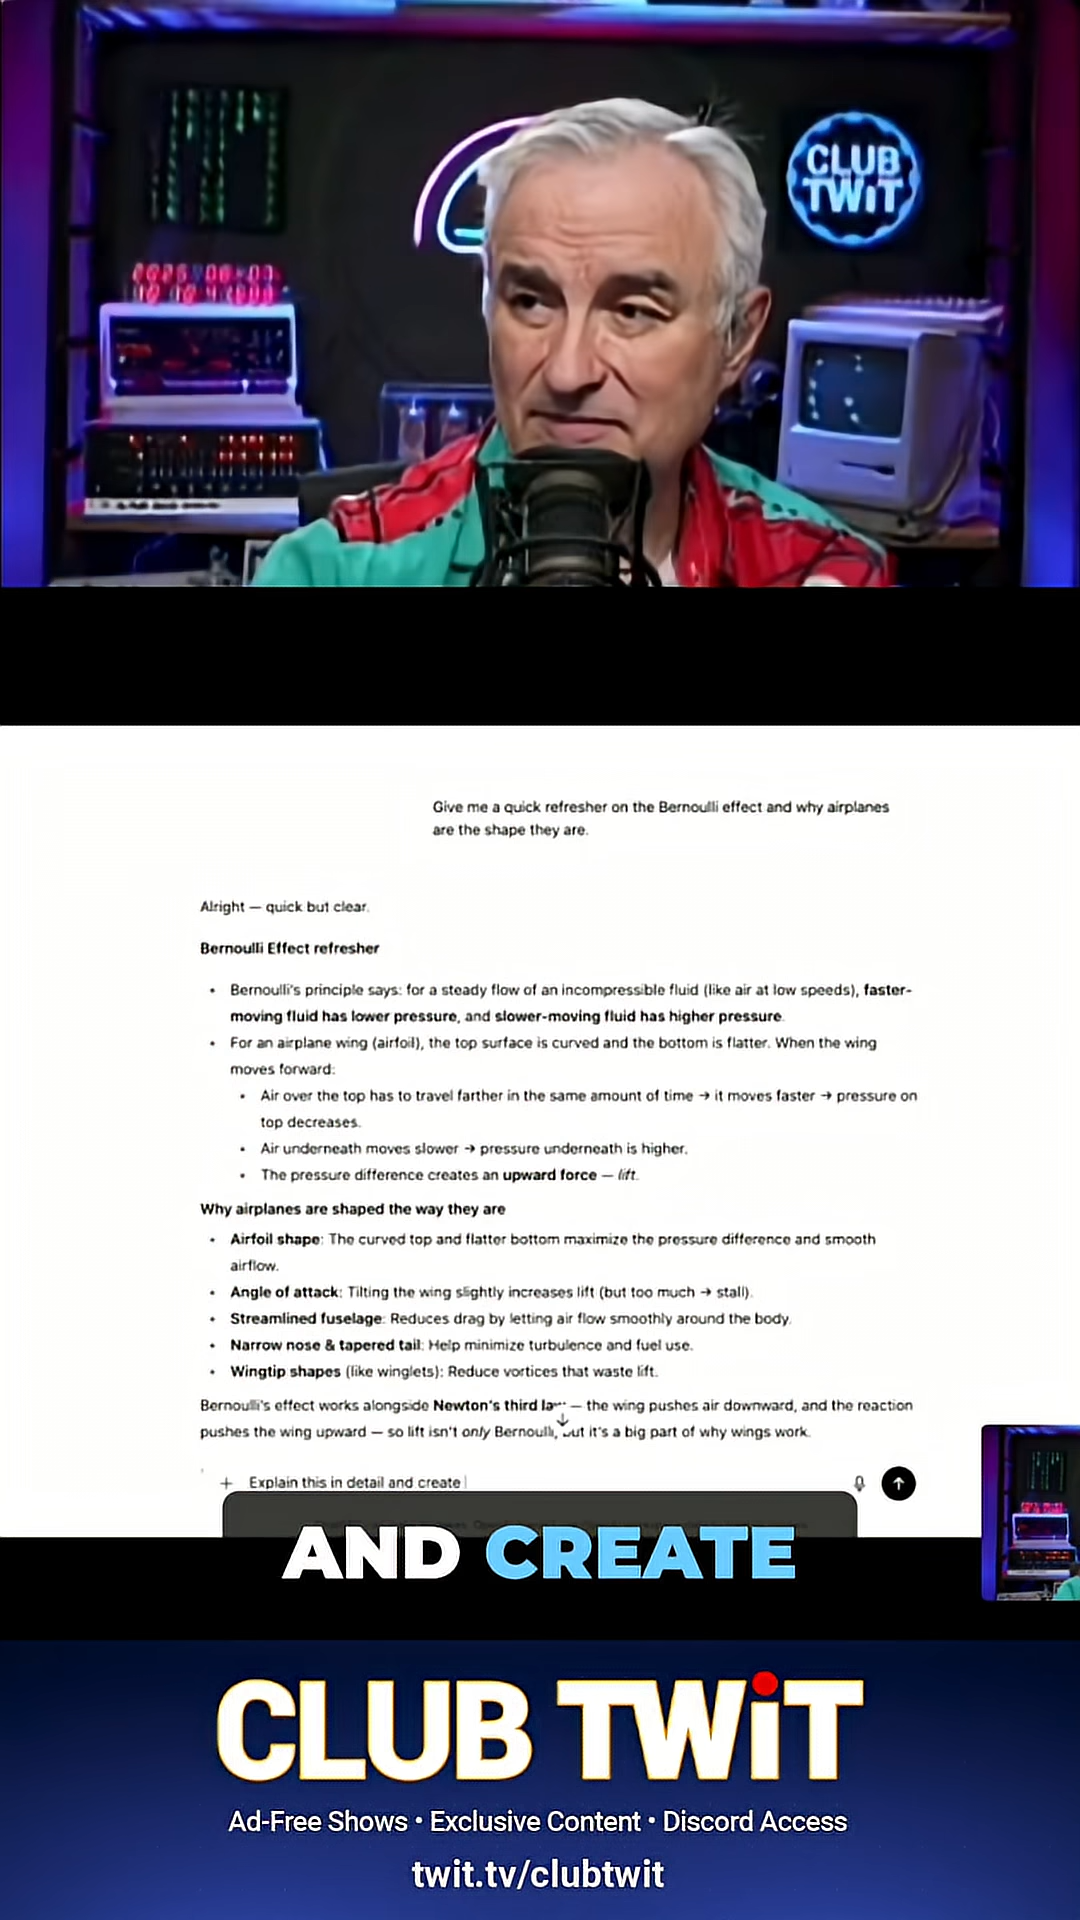 CLUB
TWiT
Give me a quick refresher on the Bernoulli effect and why airplanes
are the shape they are.
Alright — quick but clear.
Bernoulli Effect refresher
• Bernoulli's principle says: for a steady flow of an incompressible fluid (like air at low speeds), faster-
moving fluid has lower pressure, and slower-moving fluid has higher pressure.
• For an airplane wing (airfoil), the top surface is curved and the bottom is flatter. When the wing
moves forward:
• Air over the top has to travel farther in the same amount of time → it moves faster → pressure on
top decreases.
• Air underneath moves slower → pressure underneath is higher.
• The pressure difference creates an upward force — lift.
Why airplanes are shaped the way they are
• Airfoil shape: The curved top and flatter bottom maximize the pressure difference and smooth
airflow.
• Angle of attack: Tilting the wing slightly increases lift (but too much → stall).
• Streamlined fuselage: Reduces drag by letting air flow smoothly around the body.
• Narrow nose & tapered tail: Help minimize turbulence and fuel use.
• Wingtip shapes (like winglets): Reduce vortices that waste lift.
Bernoulli's effect works alongside Newton's third law — the wing pushes air downward, and the reaction
pushes the wing upward — so lift isn't only Bernoulli, but it's a big part of why wings work.
Explain this in detail and create
AND CREATE
CLUB TWiT
Ad-Free Shows • Exclusive Content • Discord Access
twit.tv/clubtwit